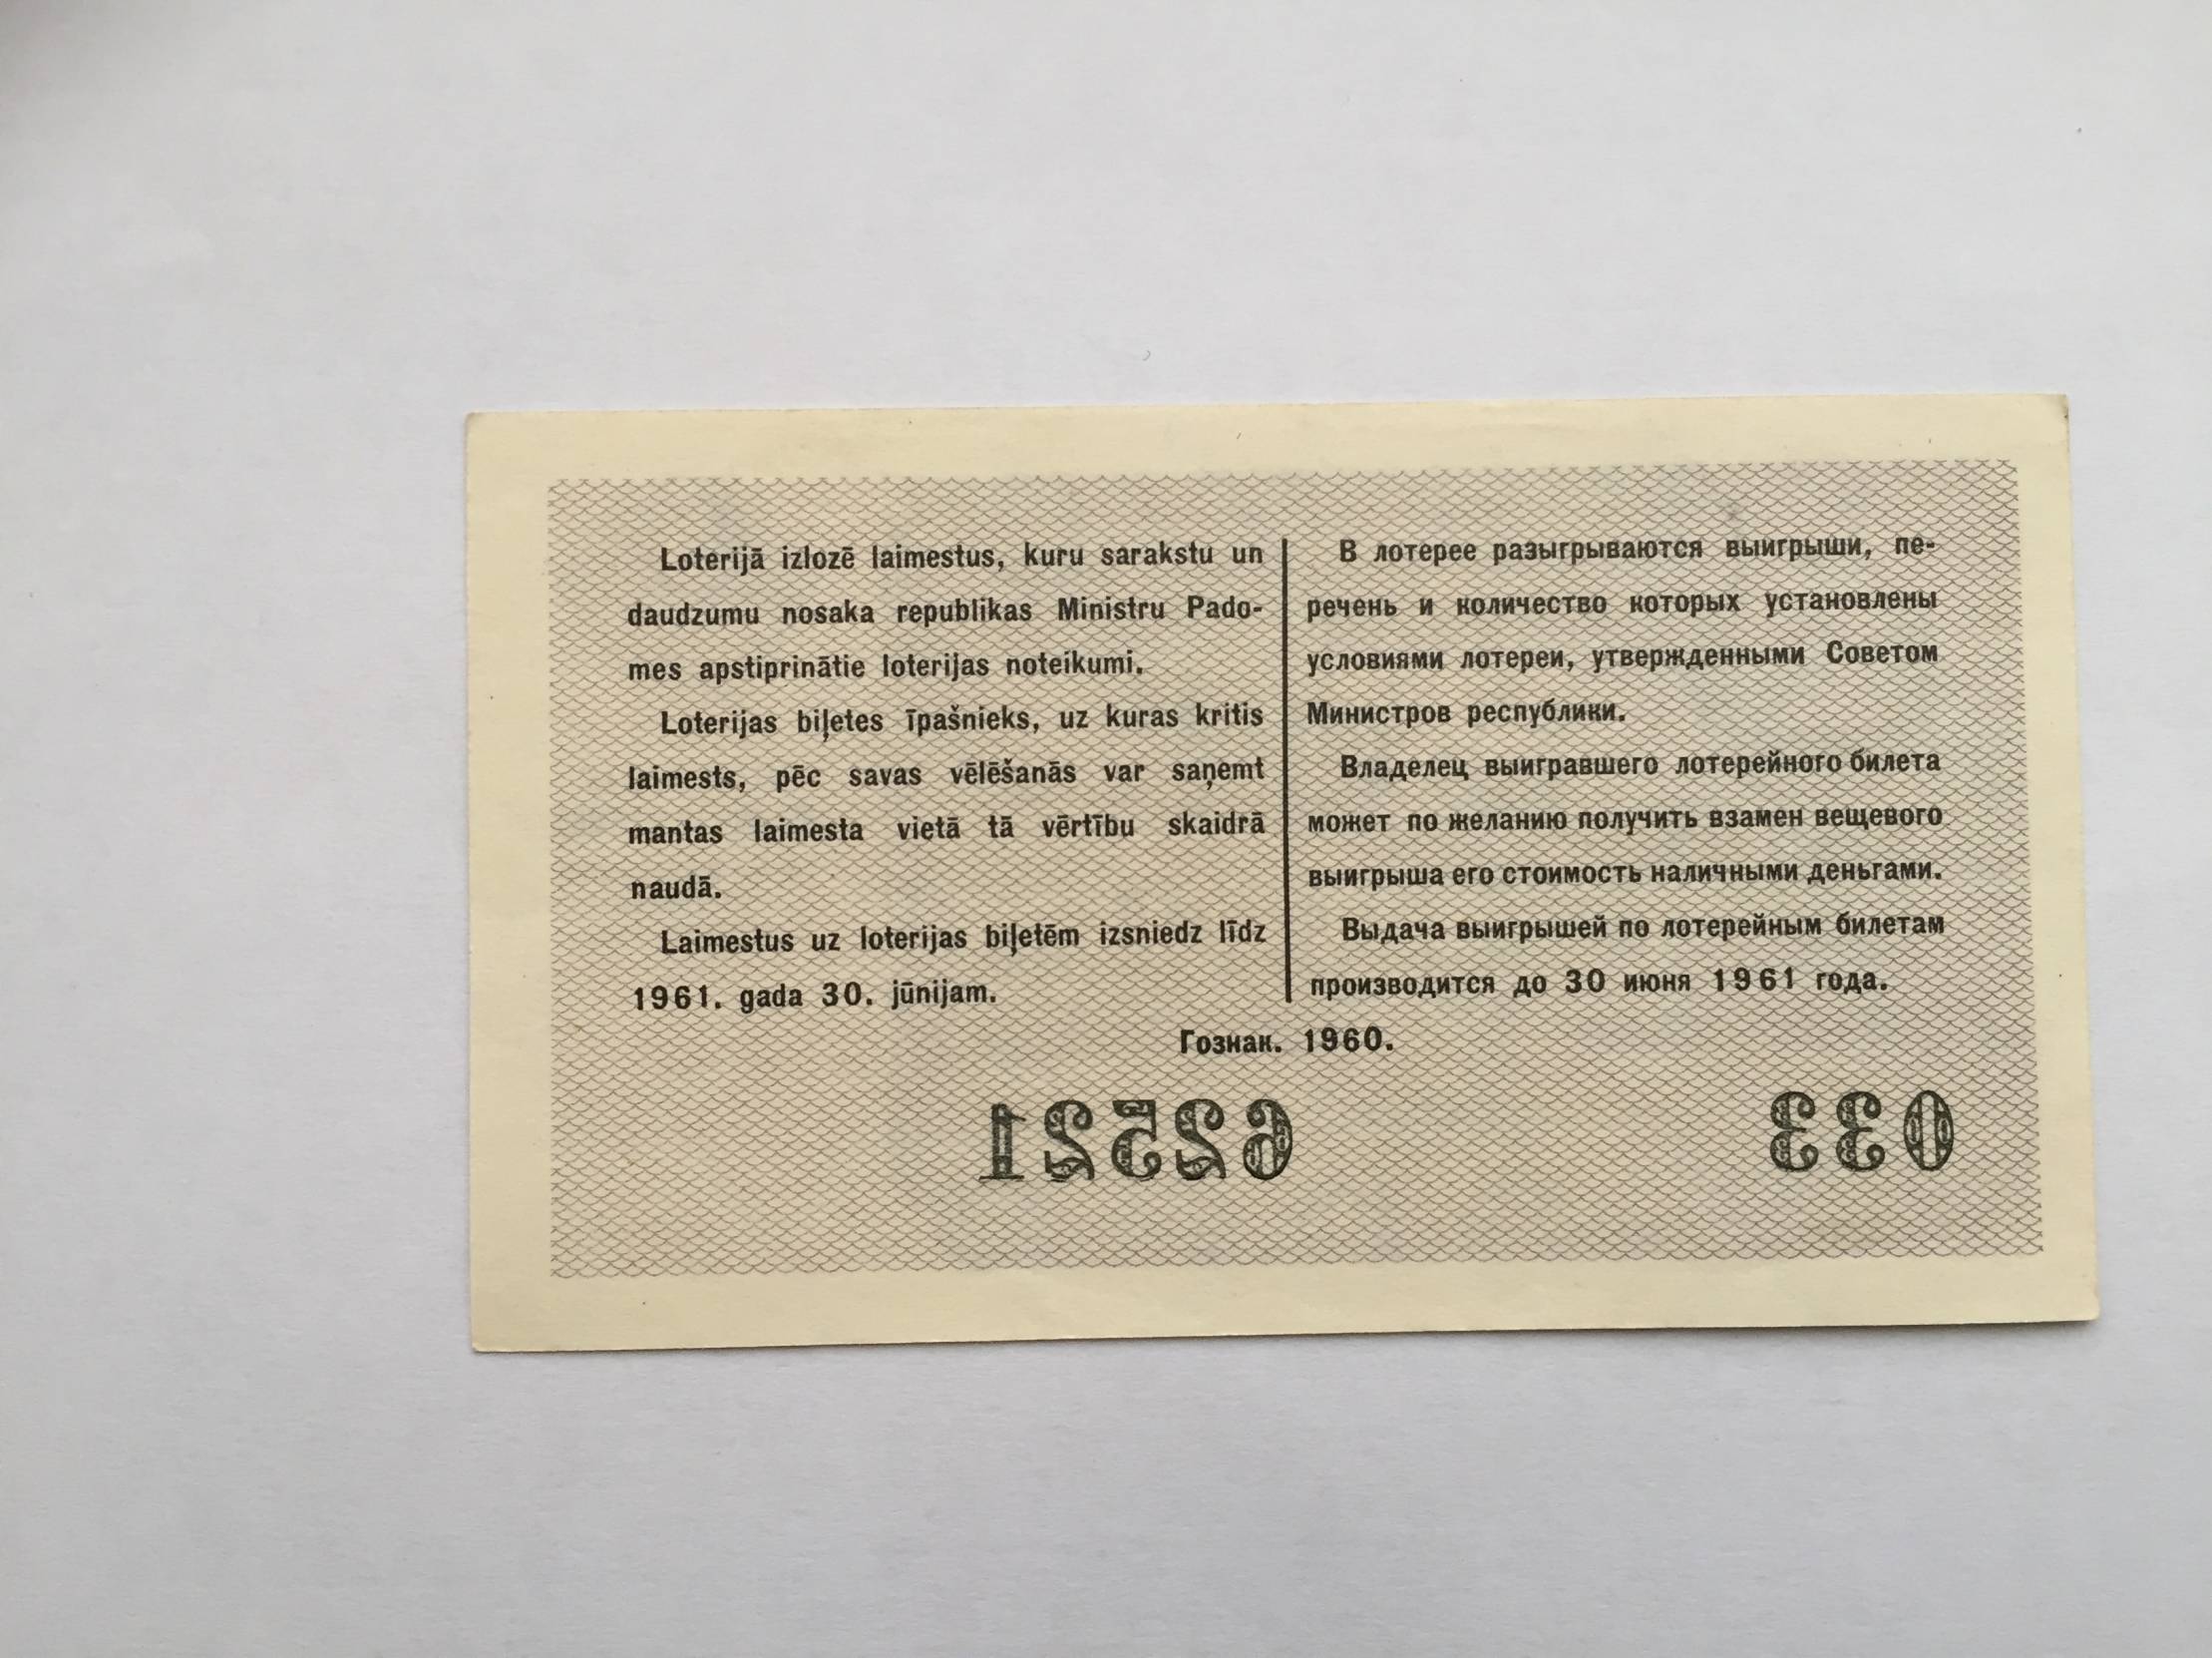 Loterijā izlozē laimestus, kuru sarakstu un
daudzumu nosaka republikas Ministru Pado-
mes apstiprinātie loterijas noteikumi.
Loterijas biļetes īpašnieks, uz kuras kritis
laimests, pēc savas vēlēšanās var saņemt
mantas laimesta vietā tā vērtību skaidrā
naudā.
Laimestus uz loterijas biļetēm izsniedz līdz
1961. gada 30. jūnijam.
В лотерее разыгрываются выигрыши, пе-
речень и количество которых установлены
условиями лотереи, утвержденными Советом
Министров республики.
Владелец выигравшего лотерейного билета
может по желанию получить взамен вещевого
выигрыша его стоимость наличными деньгами.
Выдача выигрышей по лотерейным билетам
производится до 30 июня 1961 года.
Гознак. 1960.
62521
033